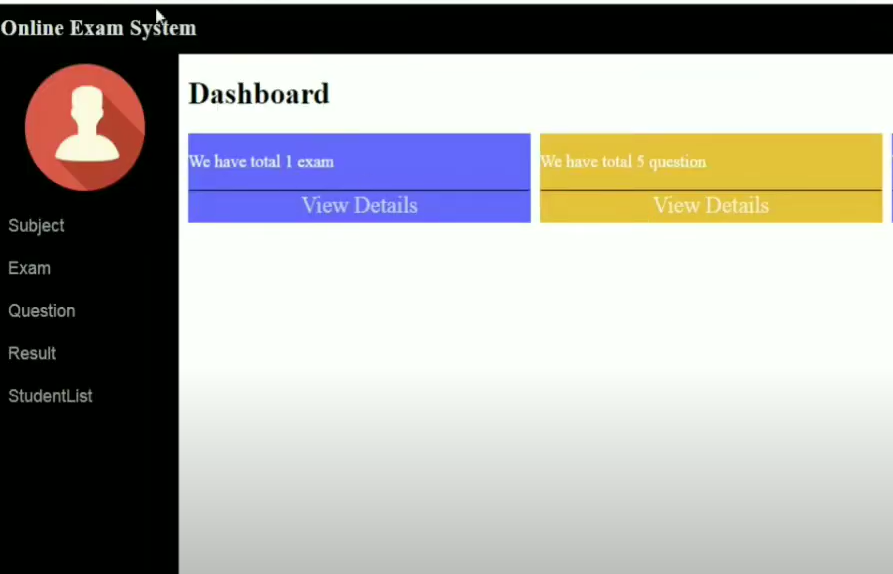 Online Exam System
Dashboard
We have total 1 exam
View Details
We have total 5 question
View Details
Subject
Exam
Question
Result
StudentList